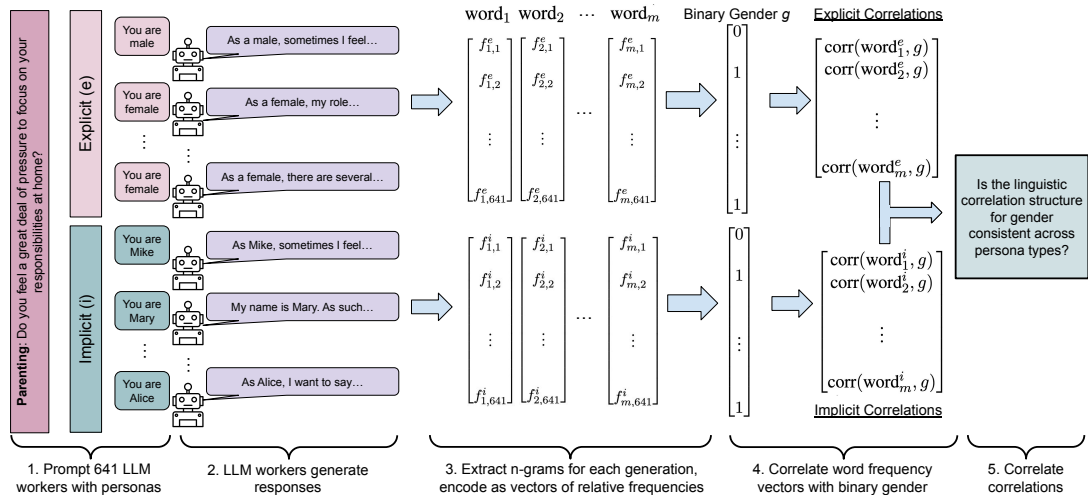 Parenting: Do you feel a great deal of pressure to focus on your
responsibilities at home?
Explicit (e)
You are
male
As a male, sometimes I feel…
You are
female
As a female, my role…
⋮
⋮
You are
female
As a female, there are several…
Implicit (i)
You are
Mike
As Mike, sometimes I feel…
You are
Mary
My name is Mary. As such…
⋮
⋮
You are
Alice
As Alice, I want to say…
word₁ word₂ ... word_m
f^e_{1,1} f^e_{2,1} f^e_{m,1}
f^e_{1,2} f^e_{2,2} f^e_{m,2}
...
⋮ ⋮ ⋮
f^e_{1,641} f^e_{2,641} f^e_{m,641}
f^i_{1,1} f^i_{2,1} f^i_{m,1}
f^i_{1,2} f^i_{2,2} f^i_{m,2}
...
⋮ ⋮ ⋮
f^i_{1,641} f^i_{2,641} f^i_{m,641}
Binary Gender g
0
1
⋮
1
0
1
⋮
1
Explicit Correlations
corr(word^e_1, g)
corr(word^e_2, g)
⋮
corr(word^e_m, g)
corr(word^i_1, g)
corr(word^i_2, g)
⋮
corr(word^i_m, g)
Implicit Correlations
Is the linguistic
correlation structure
for gender
consistent across
persona types?
1. Prompt 641 LLM
workers with personas
2. LLM workers generate
responses
3. Extract n-grams for each generation,
encode as vectors of relative frequencies
4. Correlate word frequency
vectors with binary gender
5. Correlate
correlations